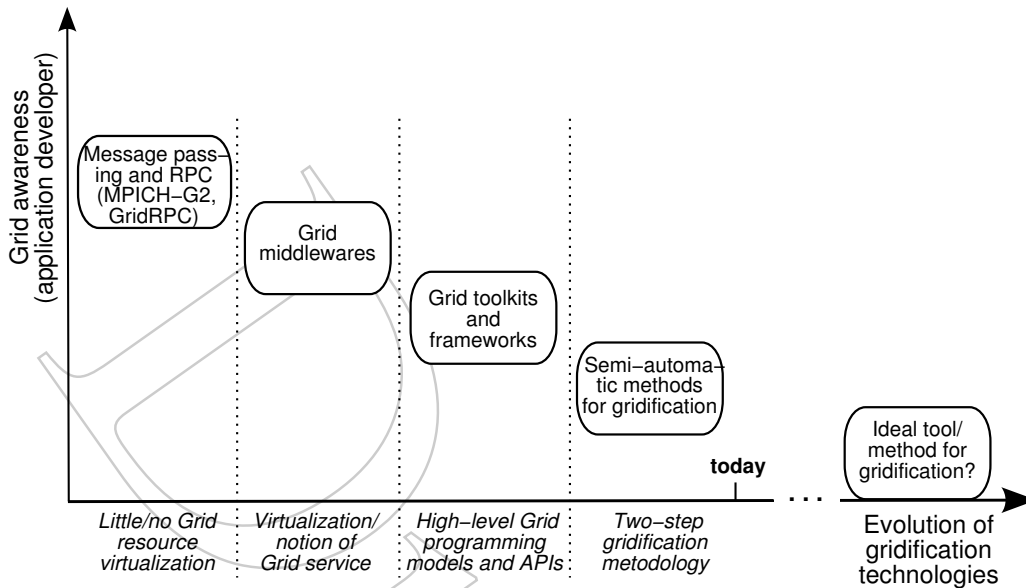 Grid awareness
(application developer)
Message pass–
ing and RPC
(MPICH–G2,
GridRPC)
Grid
middlewares
Grid toolkits
and
frameworks
Semi–automa–
tic methods
for gridification
Ideal tool/
method for
gridification?
today
. . .
Little/no Grid
resource
virtualization
Virtualization/
notion of
Grid service
High–level Grid
programming
models and APIs
Two–step
gridification
metodology
Evolution of
gridification
technologies